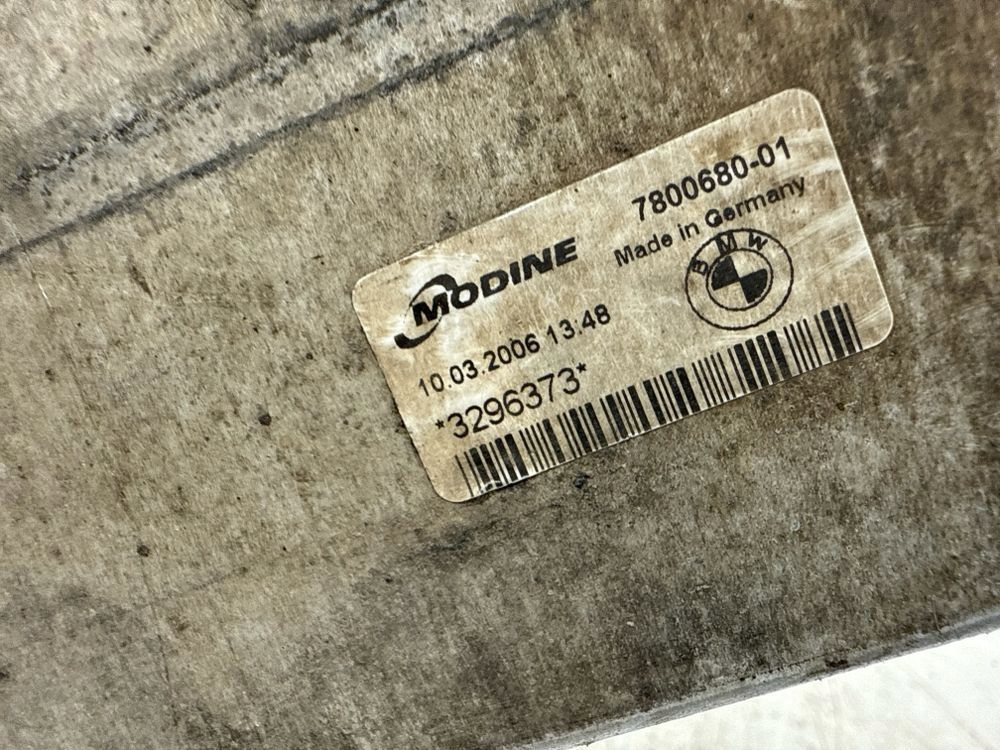 7800680-01
Made in Germany
MODINE
BMW
10.03.2006 13:48
*3296373*